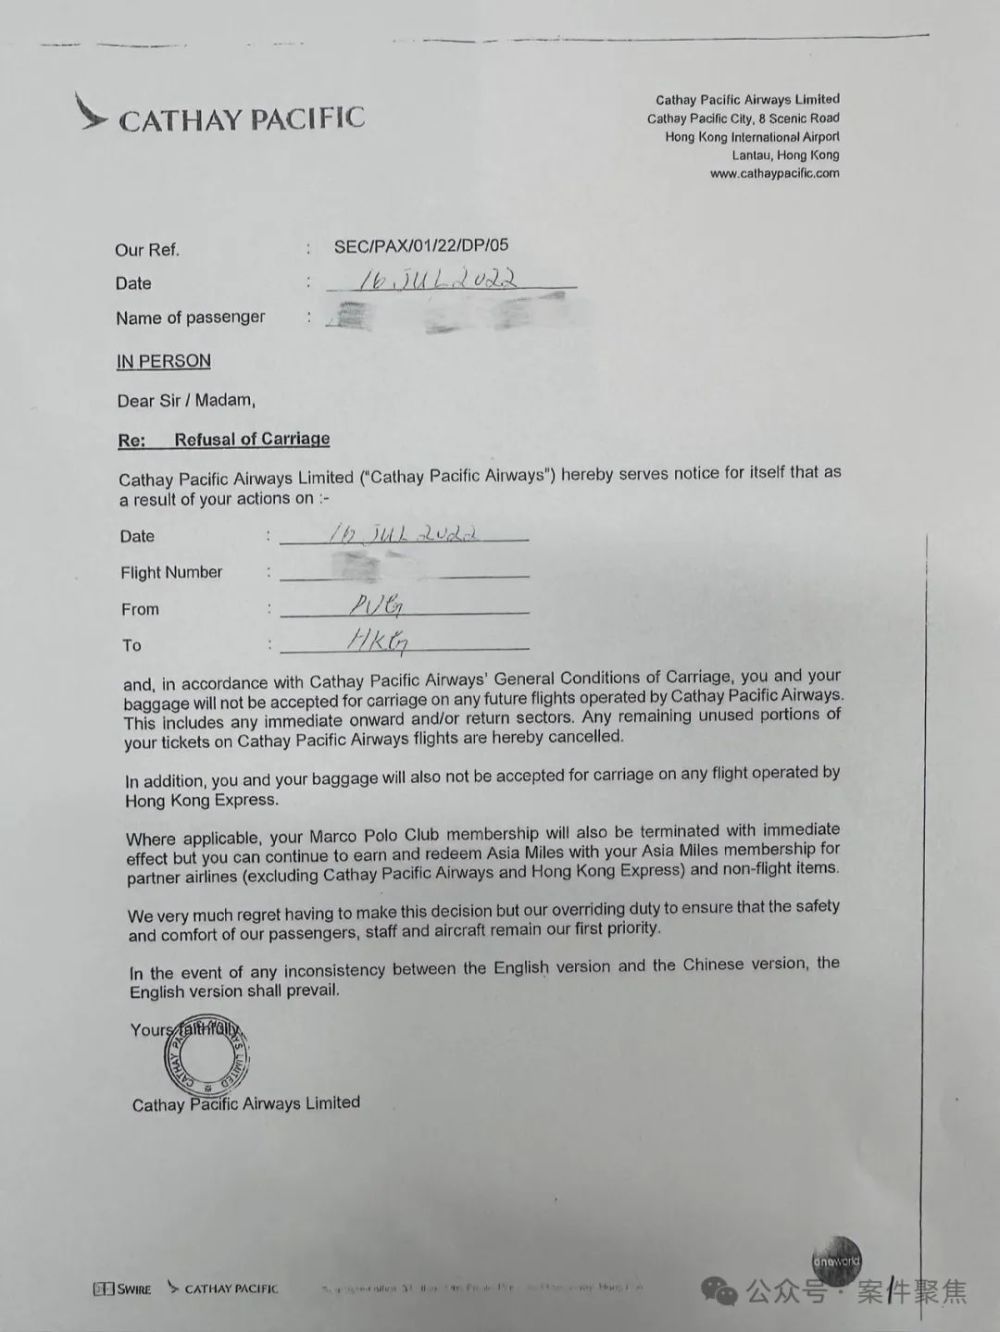 CATHAY PACIFIC
Cathay Pacific Airways Limited
Cathay Pacific City, 8 Scenic Road
Hong Kong International Airport
Lantau, Hong Kong
www.cathaypacific.com
Our Ref. : SEC/PAX/01/22/DP/05
Date : 16 JUL 2022
Name of passenger :
IN PERSON
Dear Sir / Madam,
Re: Refusal of Carriage
Cathay Pacific Airways Limited ("Cathay Pacific Airways") hereby serves notice for itself that as
a result of your actions on :-
Date : 16 JUL 2022
Flight Number :
From : PVG
To : HKG
and, in accordance with Cathay Pacific Airways' General Conditions of Carriage, you and your
baggage will not be accepted for carriage on any future flights operated by Cathay Pacific Airways.
This includes any immediate onward and/or return sectors. Any remaining unused portions of
your tickets on Cathay Pacific Airways flights are hereby cancelled.
In addition, you and your baggage will also not be accepted for carriage on any flight operated by
Hong Kong Express.
Where applicable, your Marco Polo Club membership will also be terminated with immediate
effect but you can continue to earn and redeem Asia Miles with your Asia Miles membership for
partner airlines (excluding Cathay Pacific Airways and Hong Kong Express) and non-flight items.
We very much regret having to make this decision but our overriding duty to ensure that the safety
and comfort of our passengers, staff and aircraft remain our first priority.
In the event of any inconsistency between the English version and the Chinese version, the
English version shall prevail.
Yours faithfully
CATHAY PACIFIC AIRWAYS LIMITED
Cathay Pacific Airways Limited
SWIRE CATHAY PACIFIC
oneworld
公众号 · 案件聚焦